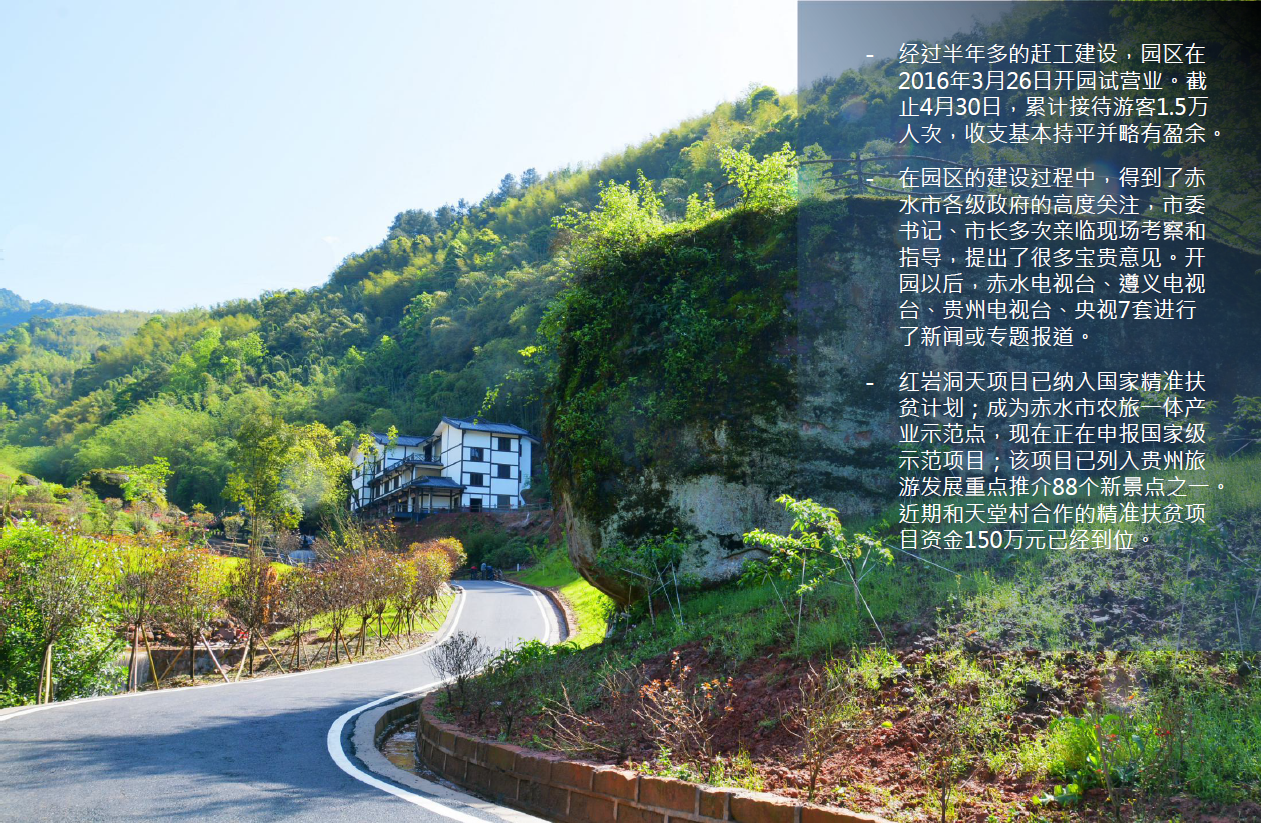 - 经过半年多的赶工建设，园区在
2016年3月26日开园试营业。截
止4月30日，累计接待游客1.5万
人次，收支基本持平并略有盈余。
- 在园区的建设过程中，得到了赤
水市各级政府的高度关注，市委
书记、市长多次亲临现场考察和
指导，提出了很多宝贵意见。开
园以后，赤水电视台、遵义电视
台、贵州电视台、央视7套进行
了新闻或专题报道。
- 红岩洞天项目已纳入国家精准扶
贫计划；成为赤水市农旅一体产
业示范点，现在正在申报国家级
示范项目；该项目已列入贵州旅
游发展重点推介88个新景点之一。
近期和天堂村合作的精准扶贫项
目资金150万元已经到位。